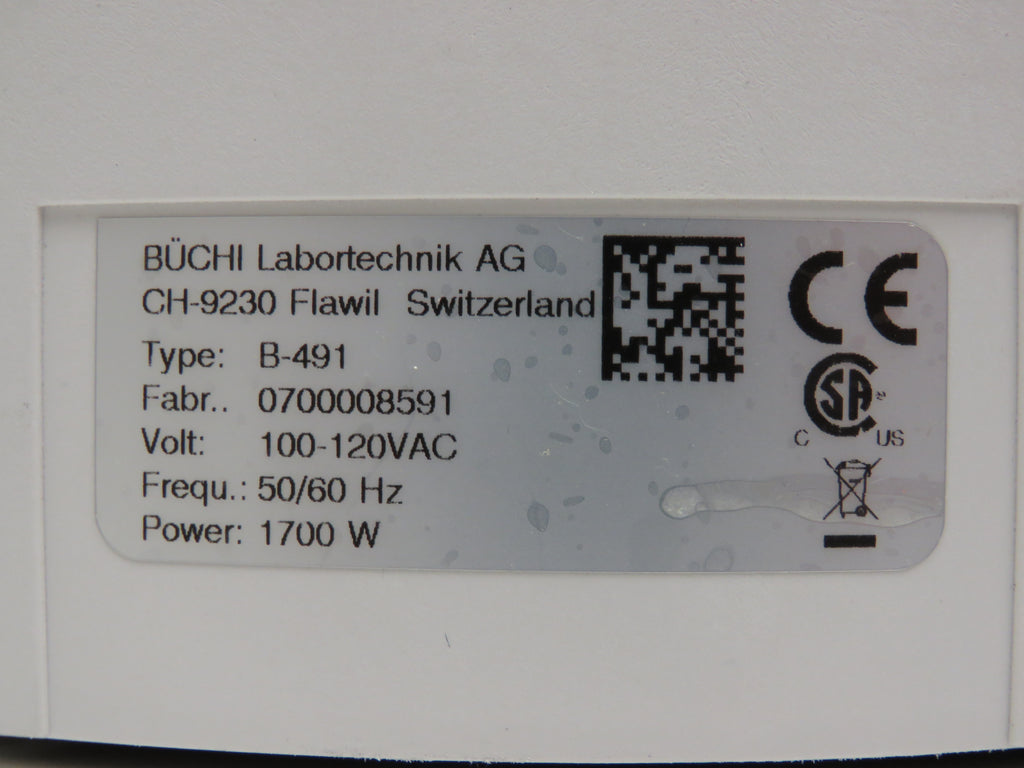 BÜCHI Labortechnik AG
CH-9230 Flawil Switzerland
Type: B-491
Fabr.. 0700008591
Volt: 100-120VAC
Frequ.: 50/60 Hz
Power: 1700 W
CE
SA
C US